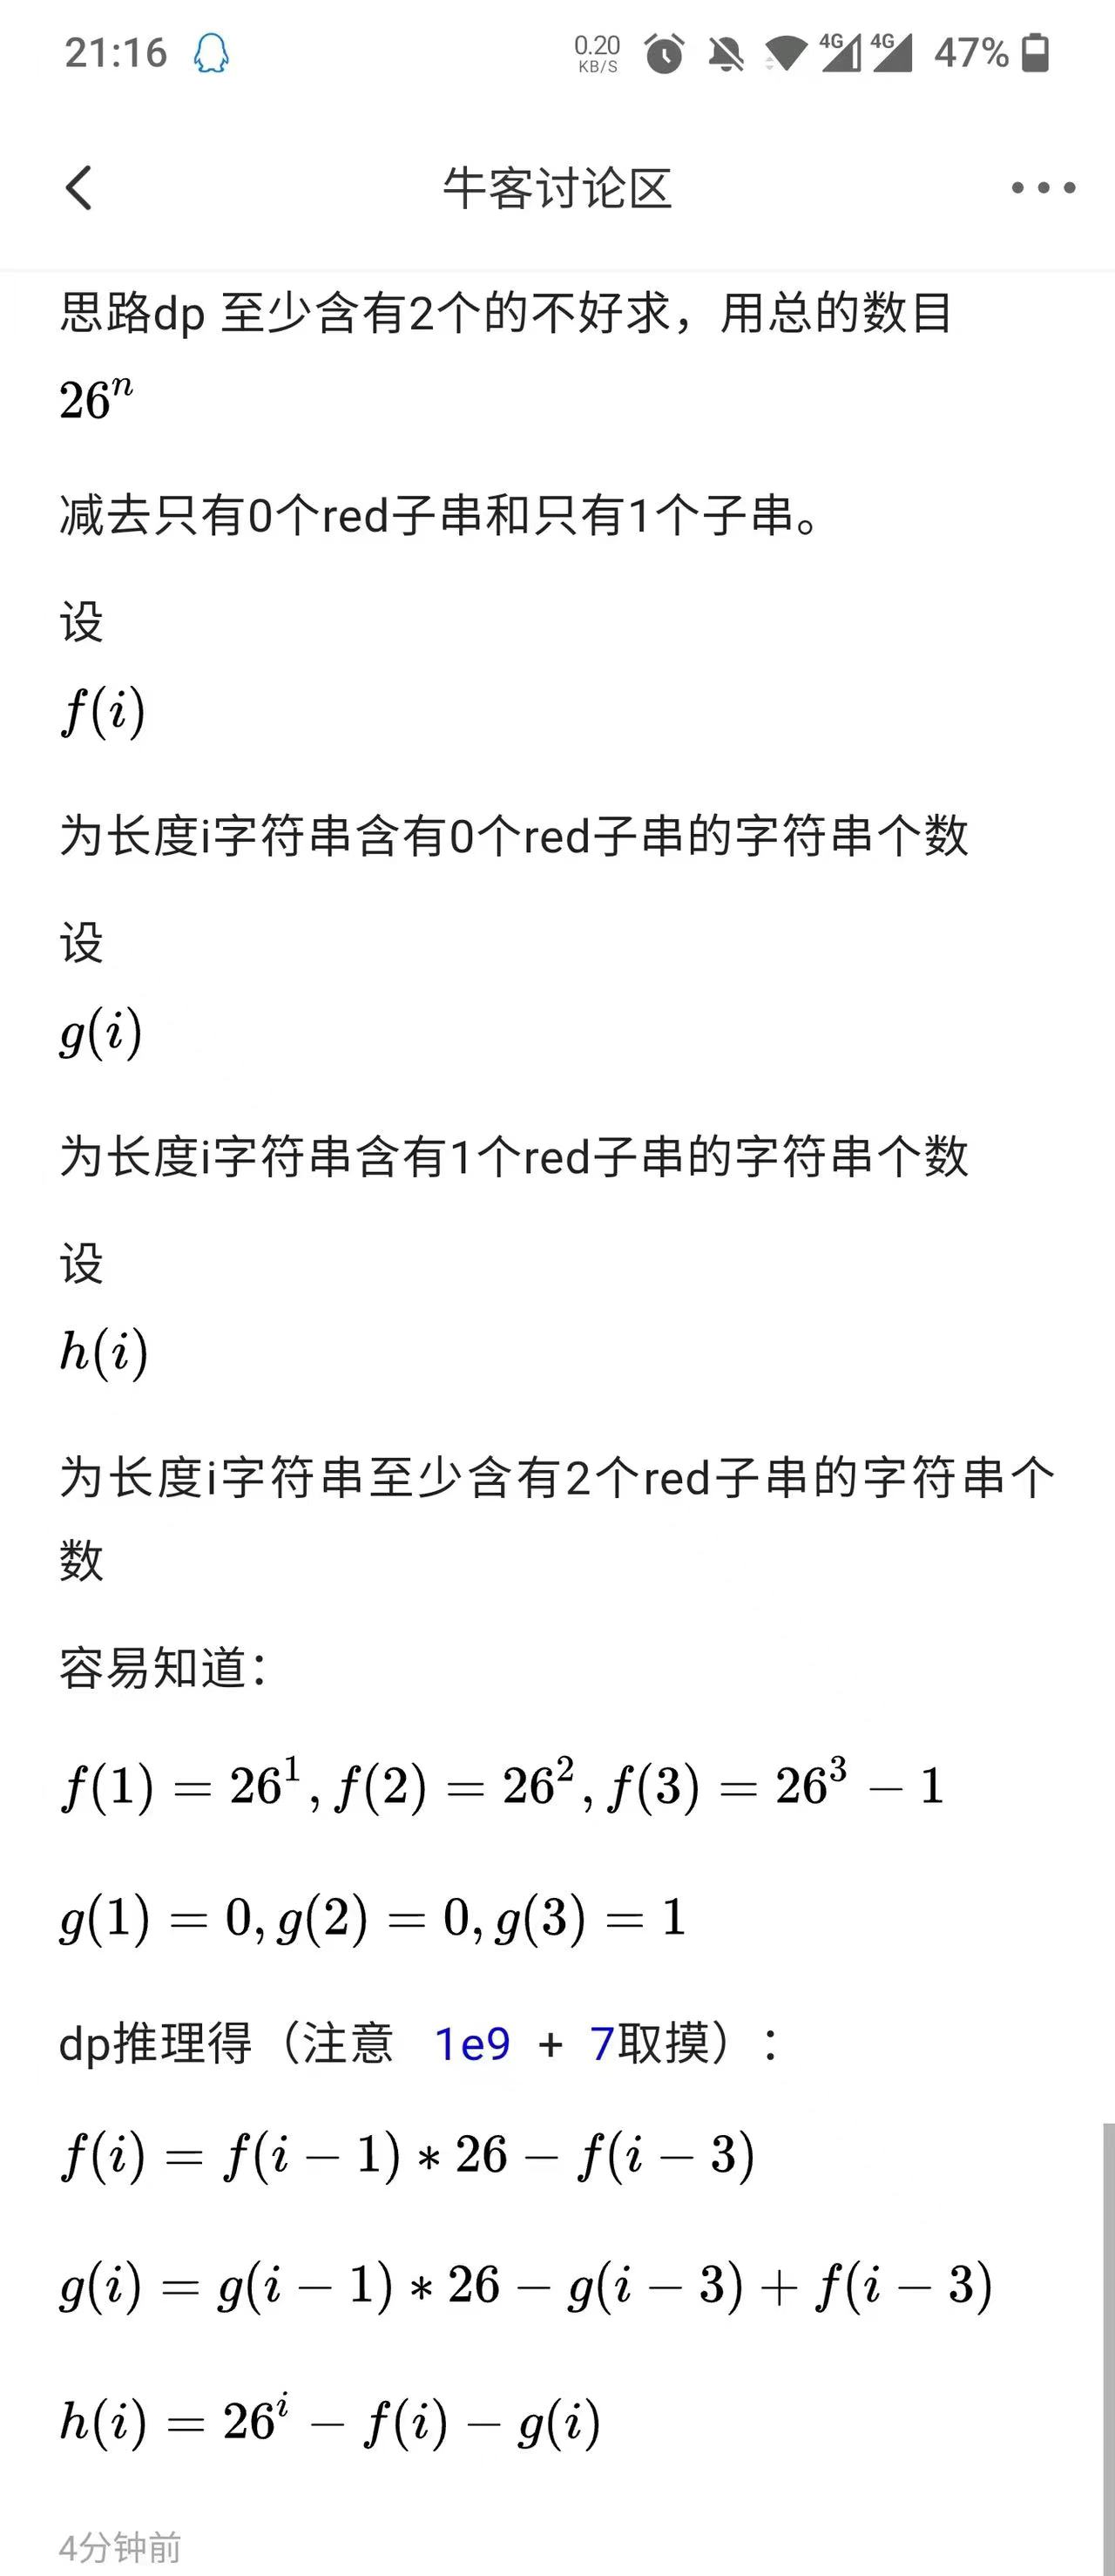 21:16 0.20 KB/S 4G 4G 47%
牛客讨论区
思路dp 至少含有2个的不好求，用总的数目
26^n
减去只有0个red子串和只有1个子串。
设
f(i)
为长度i字符串含有0个red子串的字符串个数
设
g(i)
为长度i字符串含有1个red子串的字符串个数
设
h(i)
为长度i字符串至少含有2个red子串的字符串个
数
容易知道：
f(1) = 26^1, f(2) = 26^2, f(3) = 26^3 − 1
g(1) = 0, g(2) = 0, g(3) = 1
dp推理得（注意 1e9 + 7取摸）：
f(i) = f(i − 1) * 26 − f(i − 3)
g(i) = g(i − 1) * 26 − g(i − 3) + f(i − 3)
h(i) = 26^i − f(i) − g(i)
4分钟前